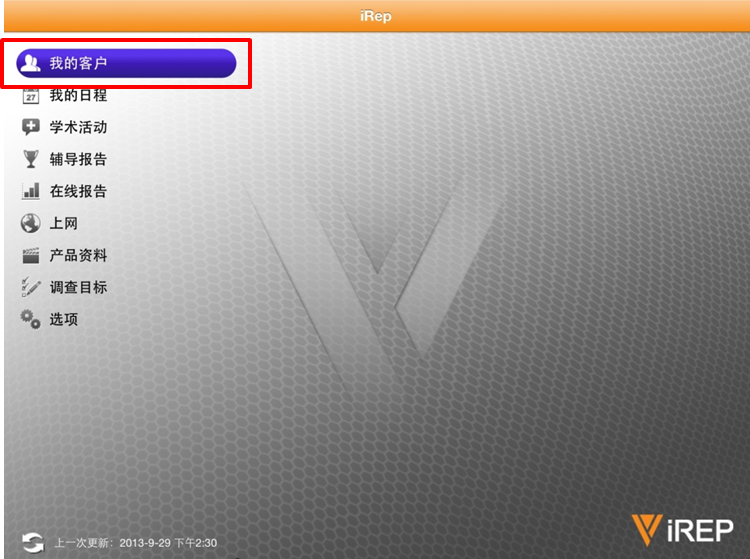 iRep
我的客户
27
我的日程
学术活动
辅导报告
在线报告
上网
产品资料
调查目标
选项
iREP
上一次更新: 2013-9-29 下午2:30